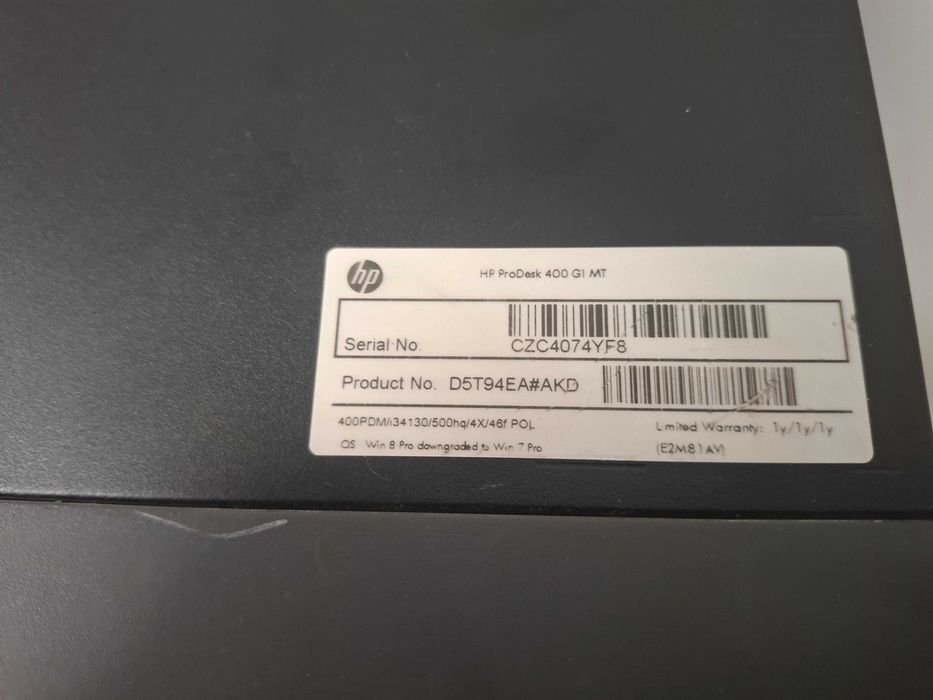 hp
HP ProDesk 400 G1 MT
Serial No. CZC4074YF8
Product No. D5T94EA#AKD
400PDM/i34130/500hq/4X/46f POL
Limited Warranty: 1y/1y/1y
OS Win 8 Pro downgraded to Win 7 Pro
(E2M81AV)